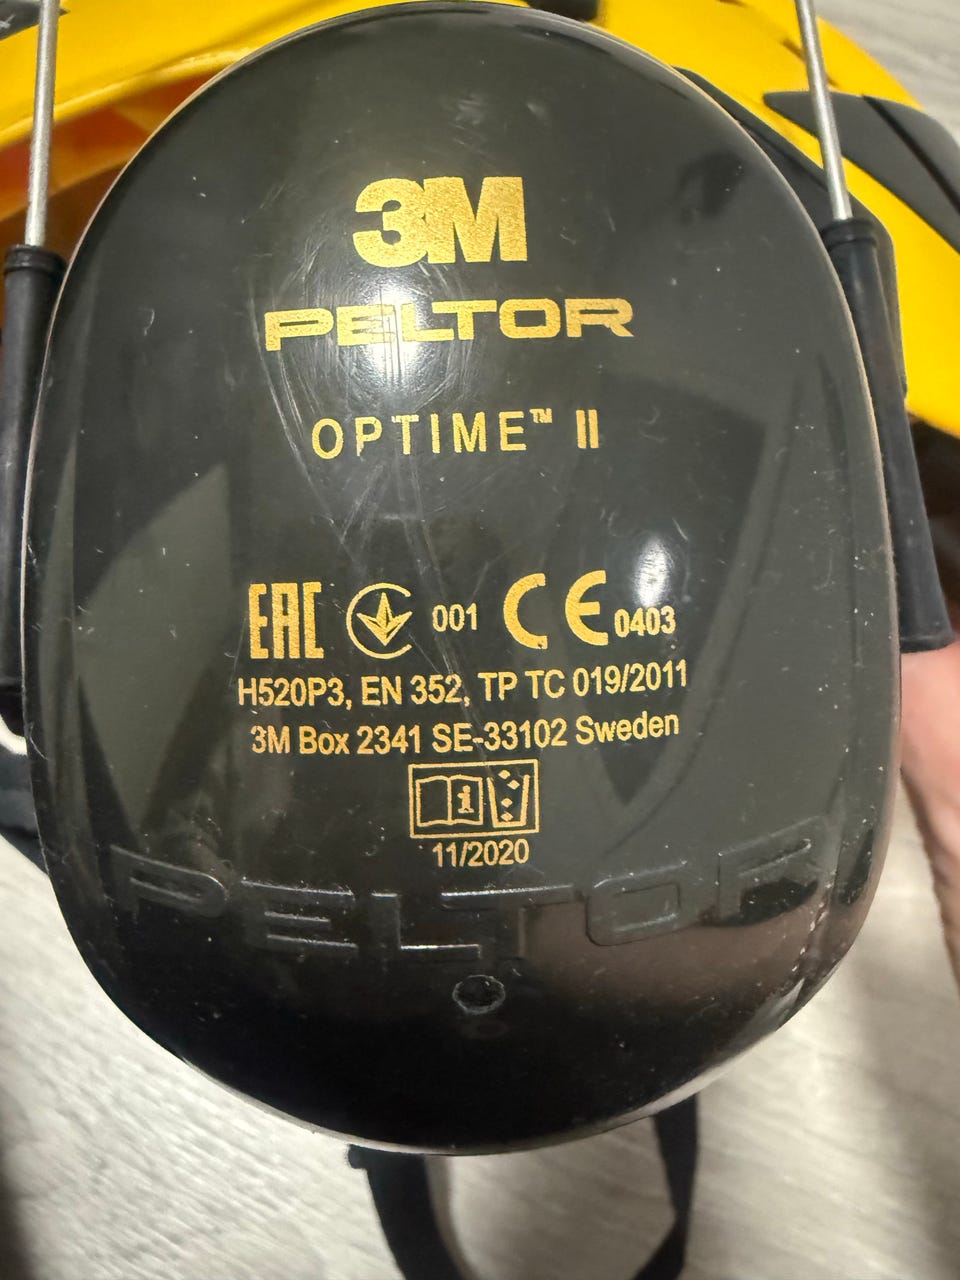 3M
PELTOR
OPTIME™ II
EAC 001 CE 0403
H520P3, EN 352, TP TC 019/2011
3M Box 2341 SE-33102 Sweden
i
11/2020
PELTOR